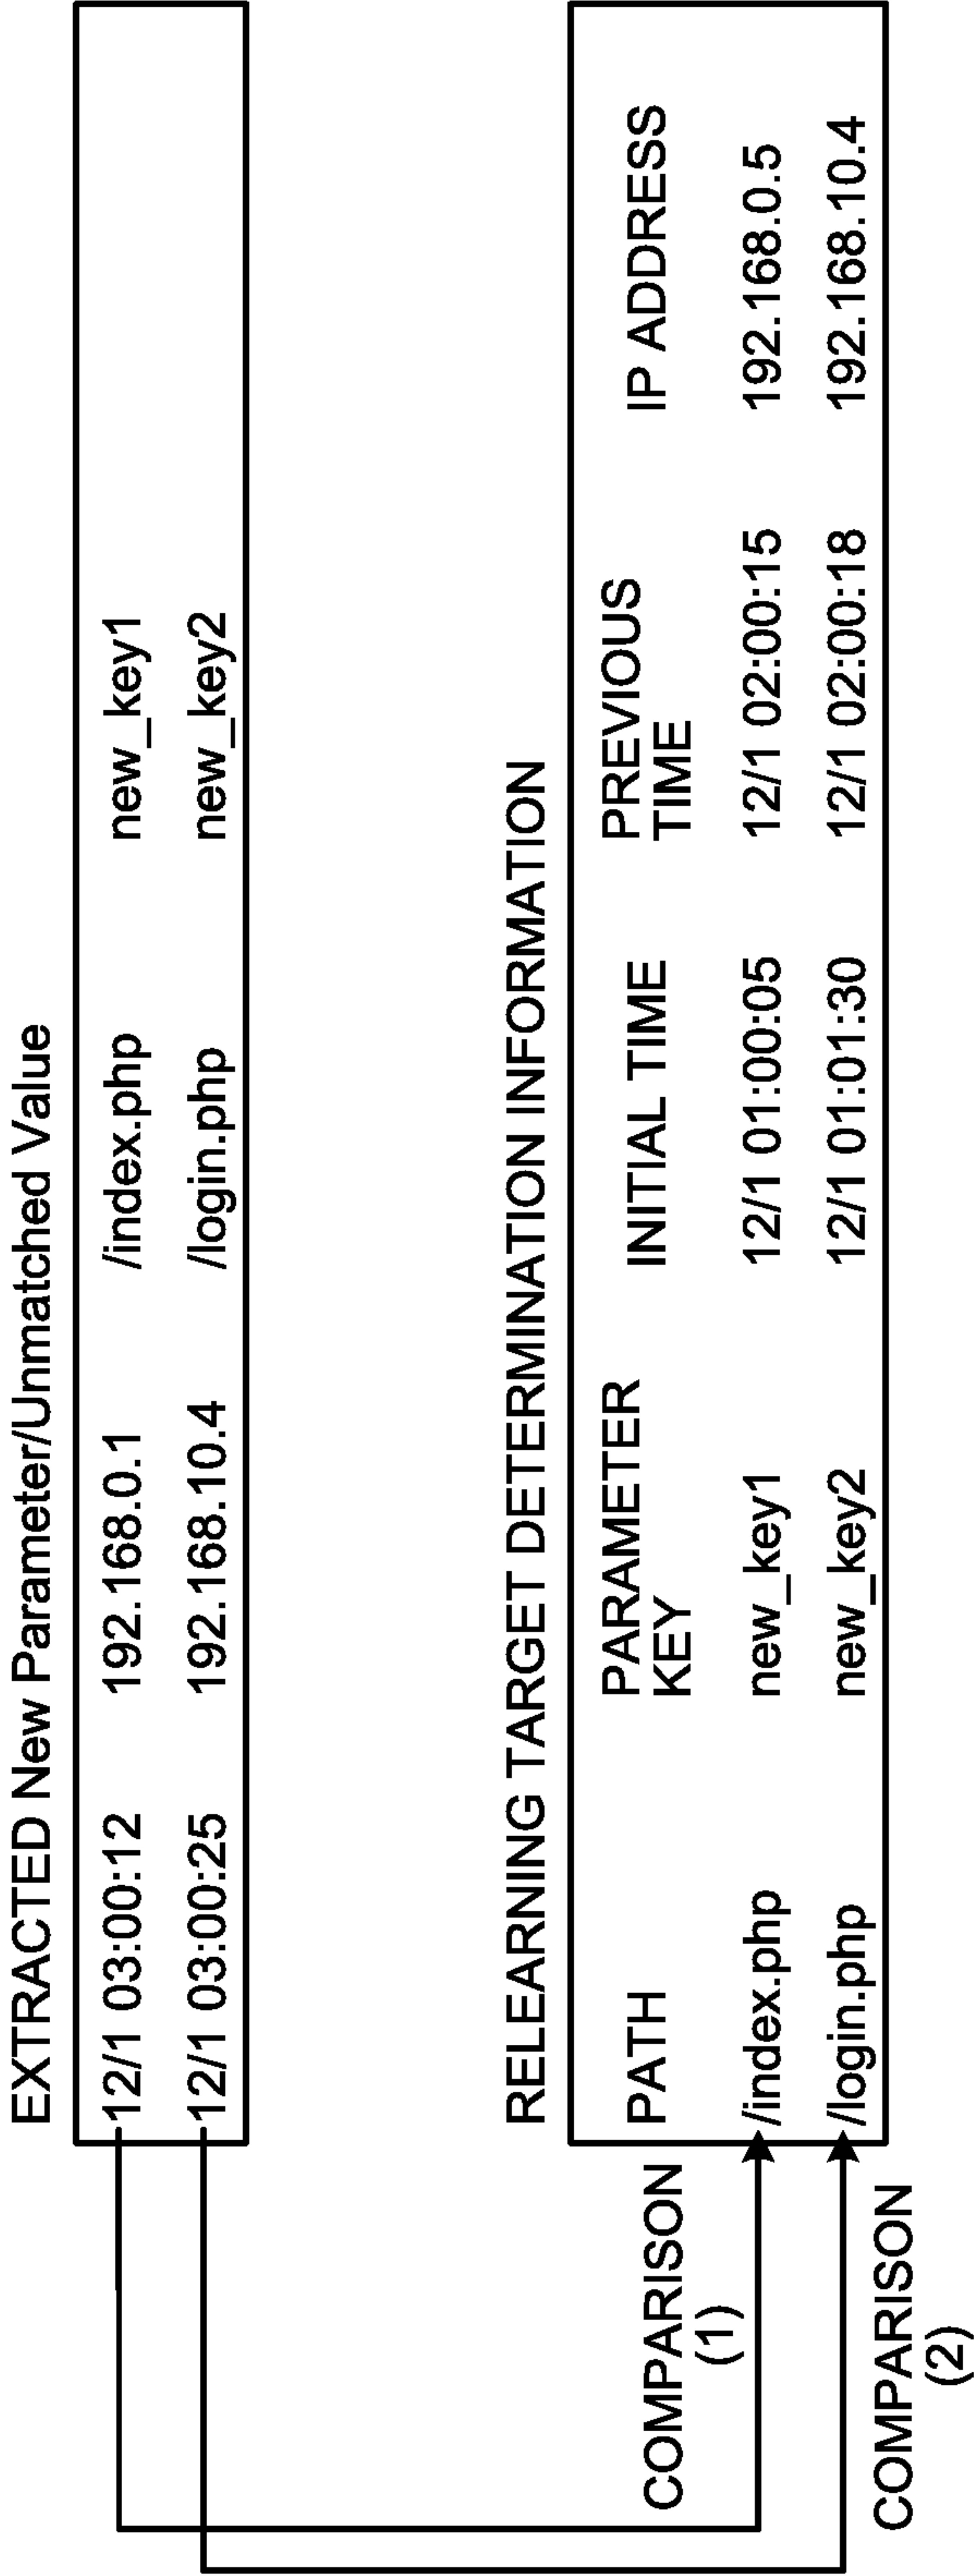 EXTRACTED New Parameter/Unmatched Value
12/1 03:00:12 192.168.0.1 /index.php new_key1
12/1 03:00:25 192.168.10.4 /login.php new_key2
RELEARNING TARGET DETERMINATION INFORMATION
PATH PARAMETER KEY INITIAL TIME PREVIOUS TIME IP ADDRESS
/index.php new_key1 12/1 01:00:05 12/1 02:00:15 192.168.0.5
/login.php new_key2 12/1 01:01:30 12/1 02:00:18 192.168.10.4
COMPARISON
(1)
COMPARISON
(2)